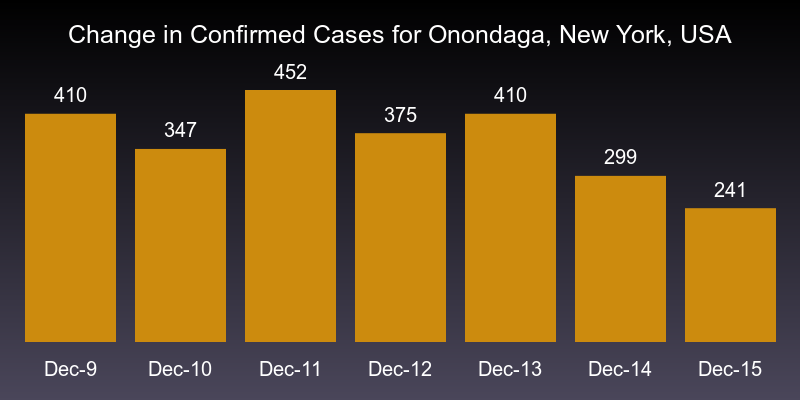 Change in Confirmed Cases for Onondaga, New York, USA
410
347
452
375
410
299
241
Dec-9
Dec-10
Dec-11
Dec-12
Dec-13
Dec-14
Dec-15